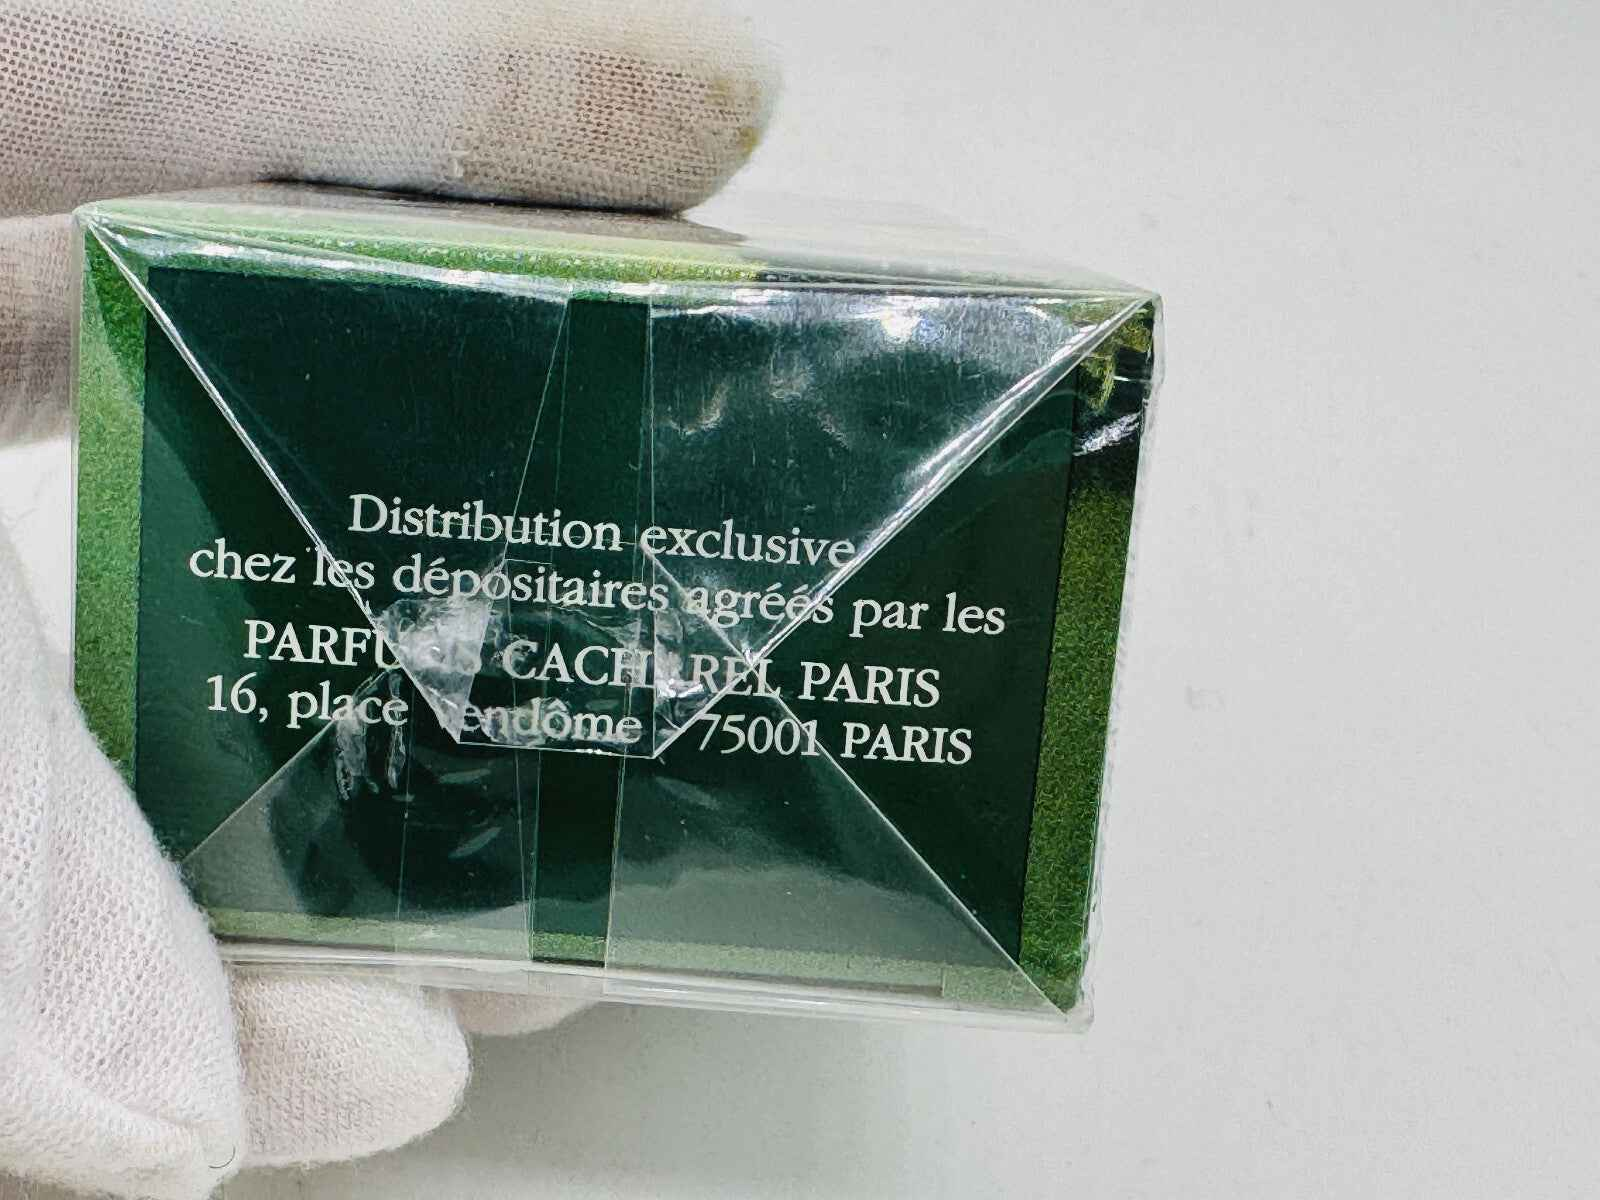 Distribution exclusive
chez les dépositaires agréés par les
PARFUMS CACHAREL PARIS
16, place Vendôme 75001 PARIS